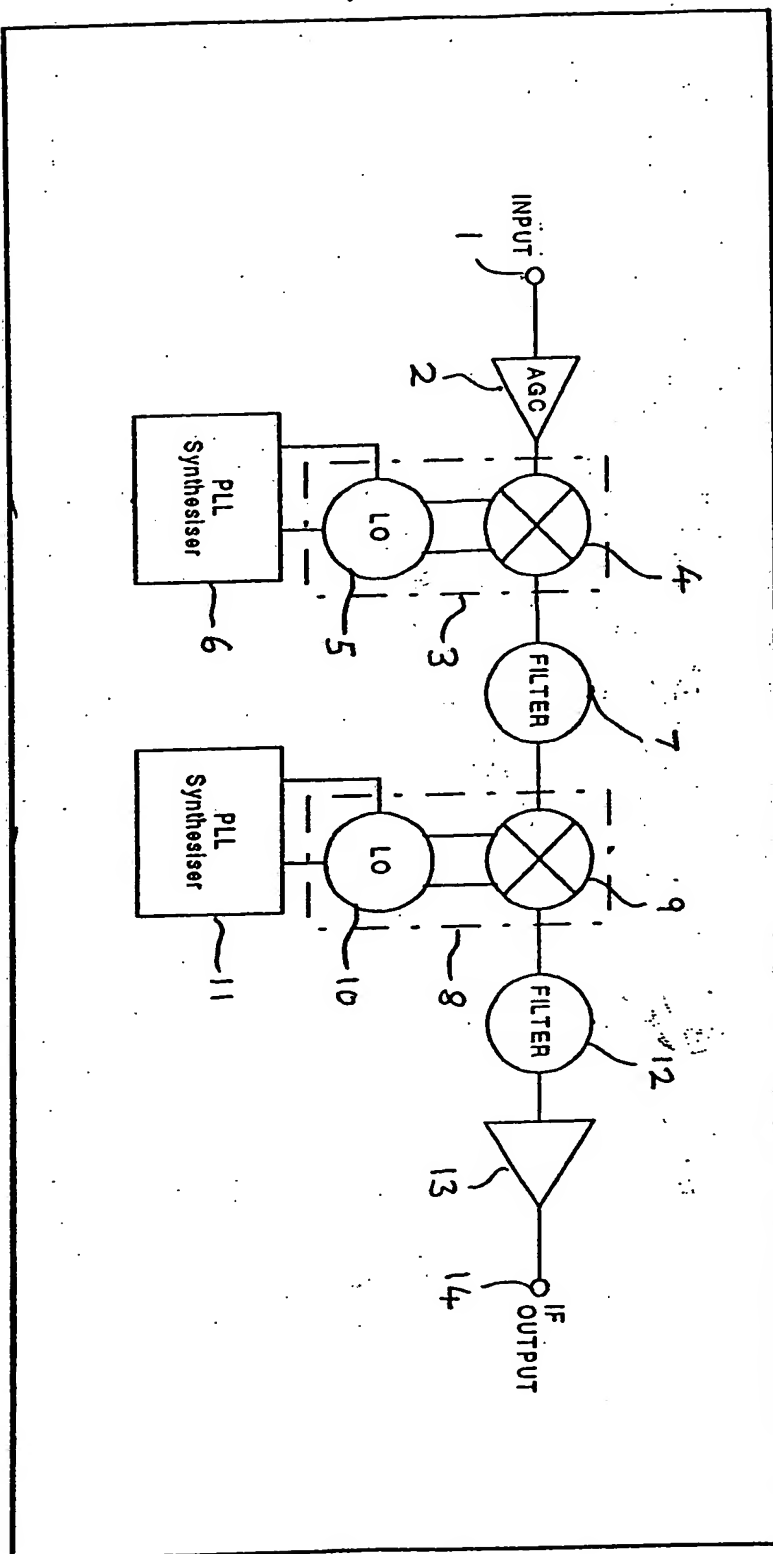 INPUT
1
AGC
2
4
LO
5
3
PLL
Synthesiser
6
FILTER
7
9
LO
10
8
PLL
Synthesiser
11
FILTER
12
13
14
IF
OUTPUT